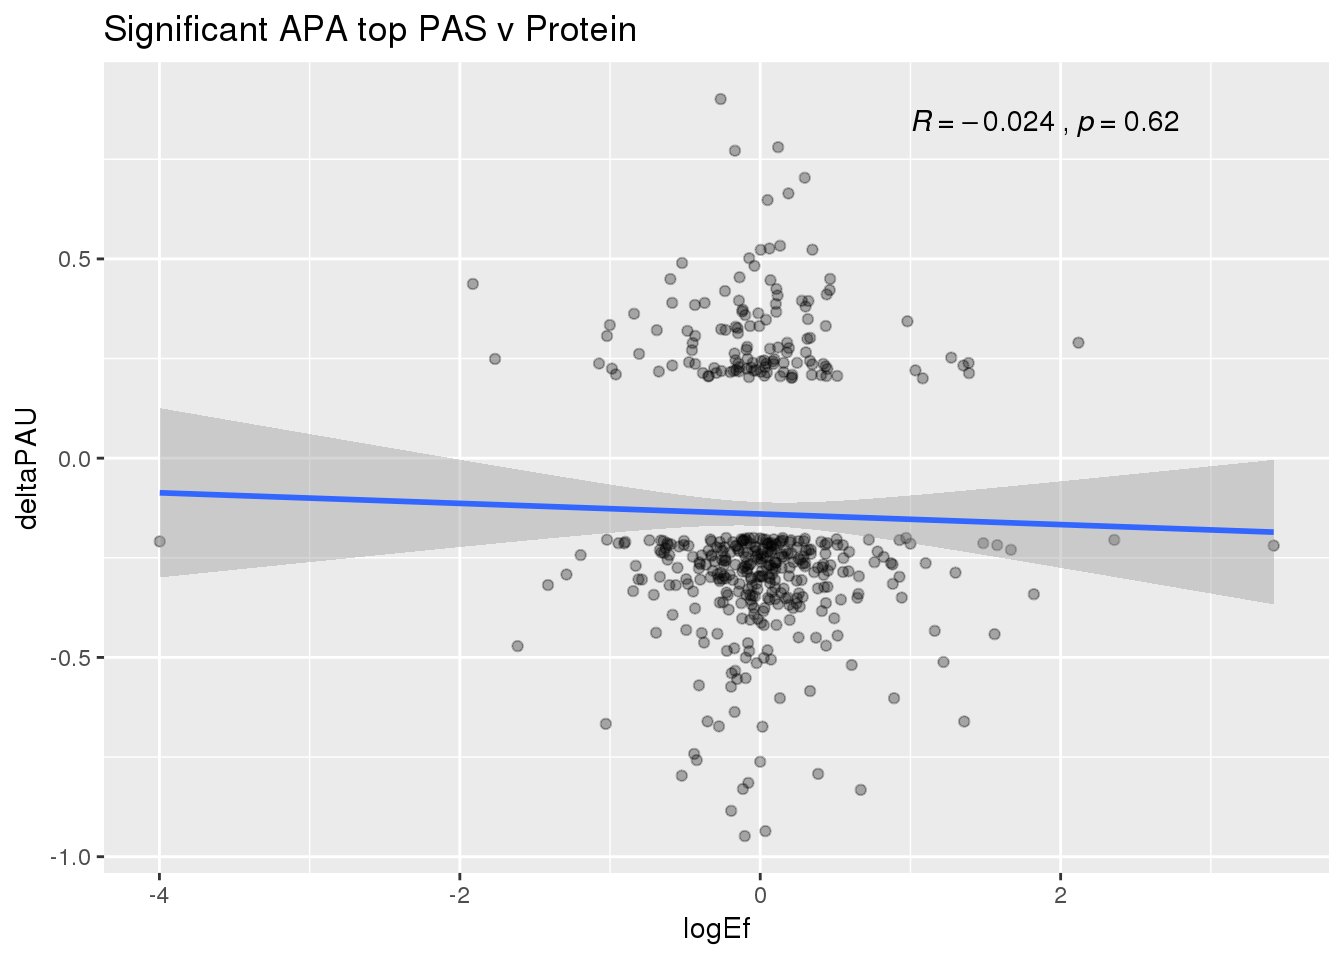 Significant APA top PAS v Protein
R = −0.024 , p = 0.62
0.5
0.0
-0.5
-1.0
deltaPAU
-4
-2
0
2
logEf